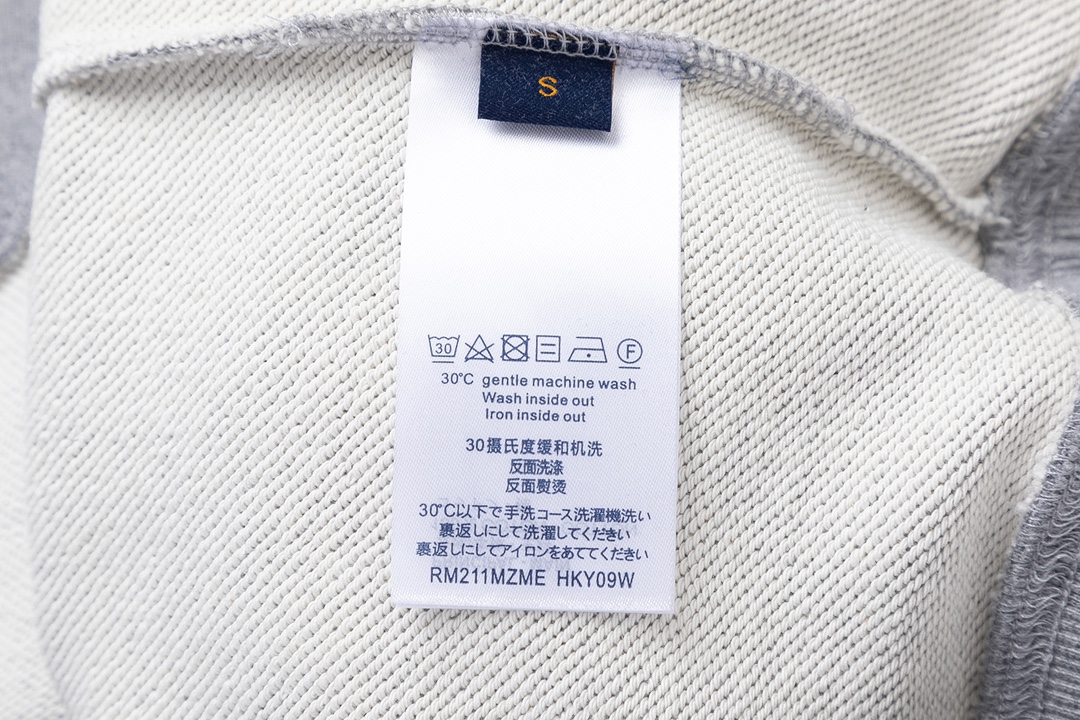 S
30
F
30°C gentle machine wash
Wash inside out
Iron inside out
30摄氏度缓和机洗
反面洗涤
反面熨烫
30℃以下で手洗コース洗濯機洗い
裏返しにして洗濯してください
裏返しにしてアイロンをあててください
RM211MZME HKY09W